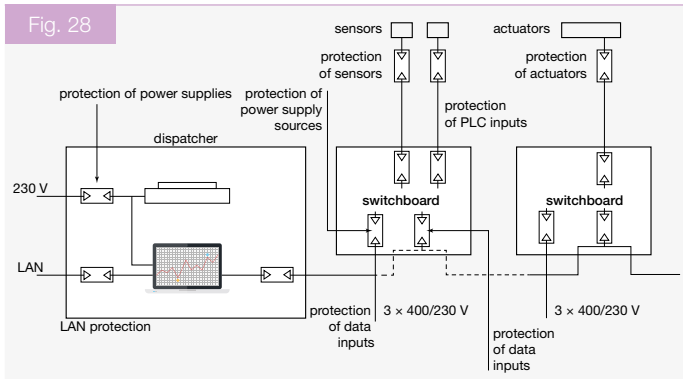 Fig. 28
sensors
actuators
protection
of sensors
protection
of actuators
protection of power supplies
protection of
power supply
sources
protection
of PLC inputs
dispatcher
230 V
switchboard
switchboard
LAN
LAN protection
protection
of data
inputs
3 × 400/230 V
protection
of data
inputs
3 × 400/230 V